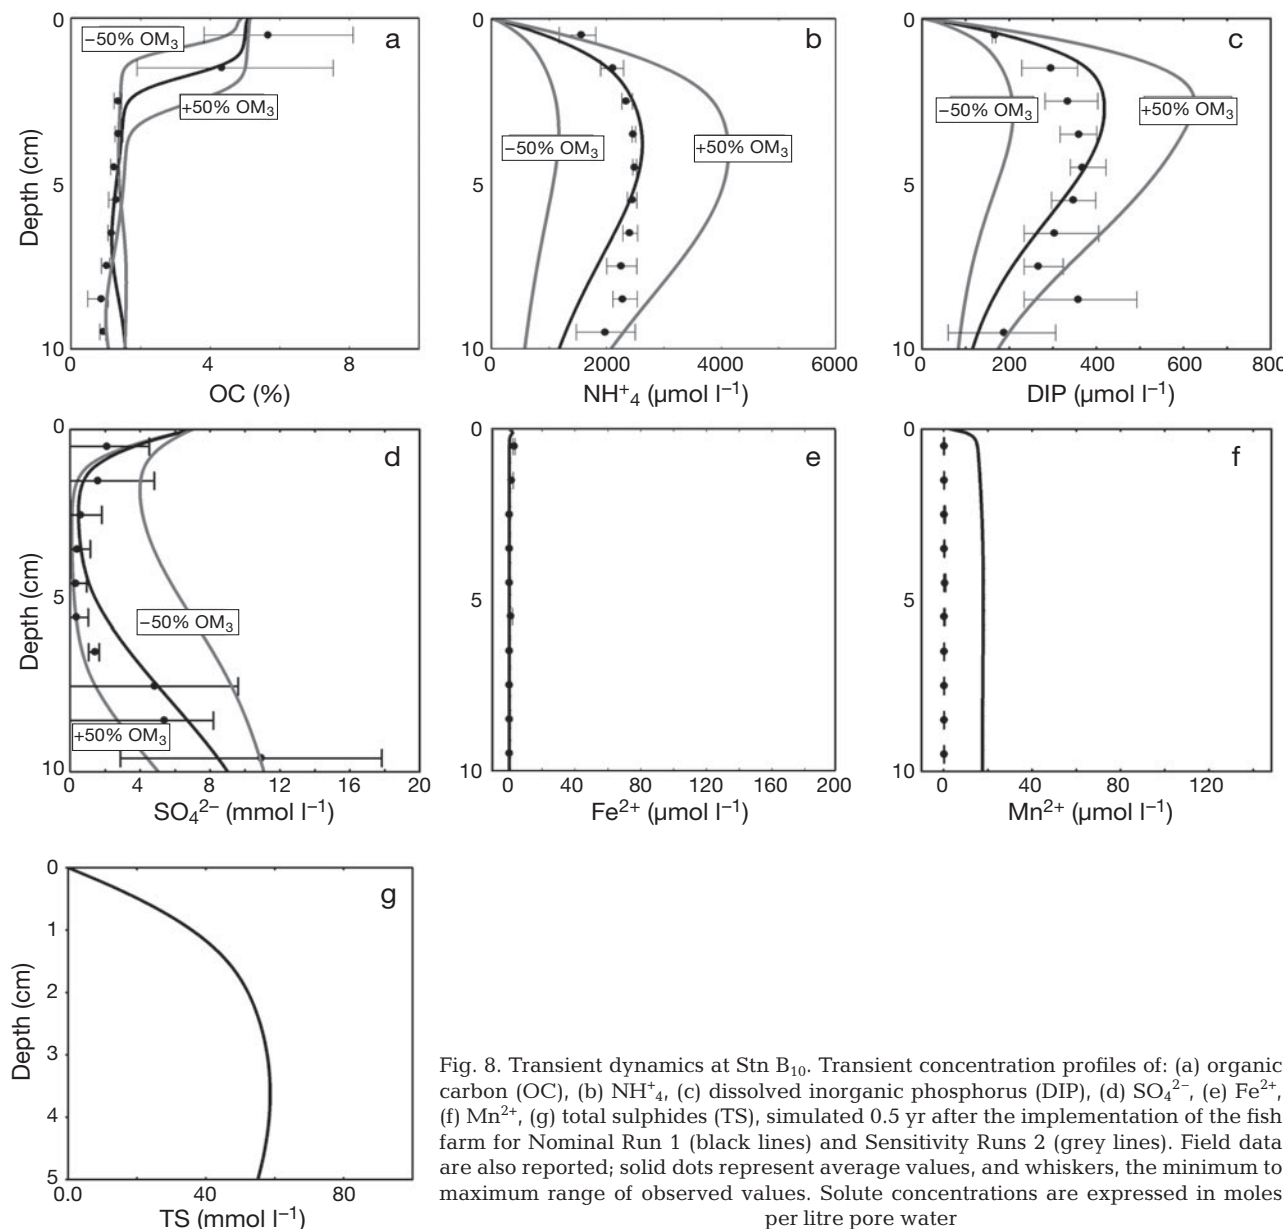 0
−50% OM3
a
+50% OM3
Depth (cm)
5
10
0
4
8
OC (%)
0
b
−50% OM3
+50% OM3
5
10
0
2000
4000
6000
NH+4 (µmol l−1)
0
c
−50% OM3
+50% OM3
5
10
0
200
400
600
800
DIP (µmol l−1)
0
d
Depth (cm)
5
−50% OM3
+50% OM3
10
0
4
8
12
16
20
SO42− (mmol l−1)
0
e
5
10
0
40
80
120
160
200
Fe2+ (µmol l−1)
0
f
5
10
0
40
80
120
Mn2+ (µmol l−1)
0
g
1
Depth (cm)
2
3
4
5
0.0
40
80
TS (mmol l−1)
Fig. 8. Transient dynamics at Stn B10. Transient concentration profiles of: (a) organic
carbon (OC), (b) NH+4, (c) dissolved inorganic phosphorus (DIP), (d) SO42−, (e) Fe2+,
(f) Mn2+, (g) total sulphides (TS), simulated 0.5 yr after the implementation of the fish
farm for Nominal Run 1 (black lines) and Sensitivity Runs 2 (grey lines). Field data
are also reported; solid dots represent average values, and whiskers, the minimum to
maximum range of observed values. Solute concentrations are expressed in moles
per litre pore water